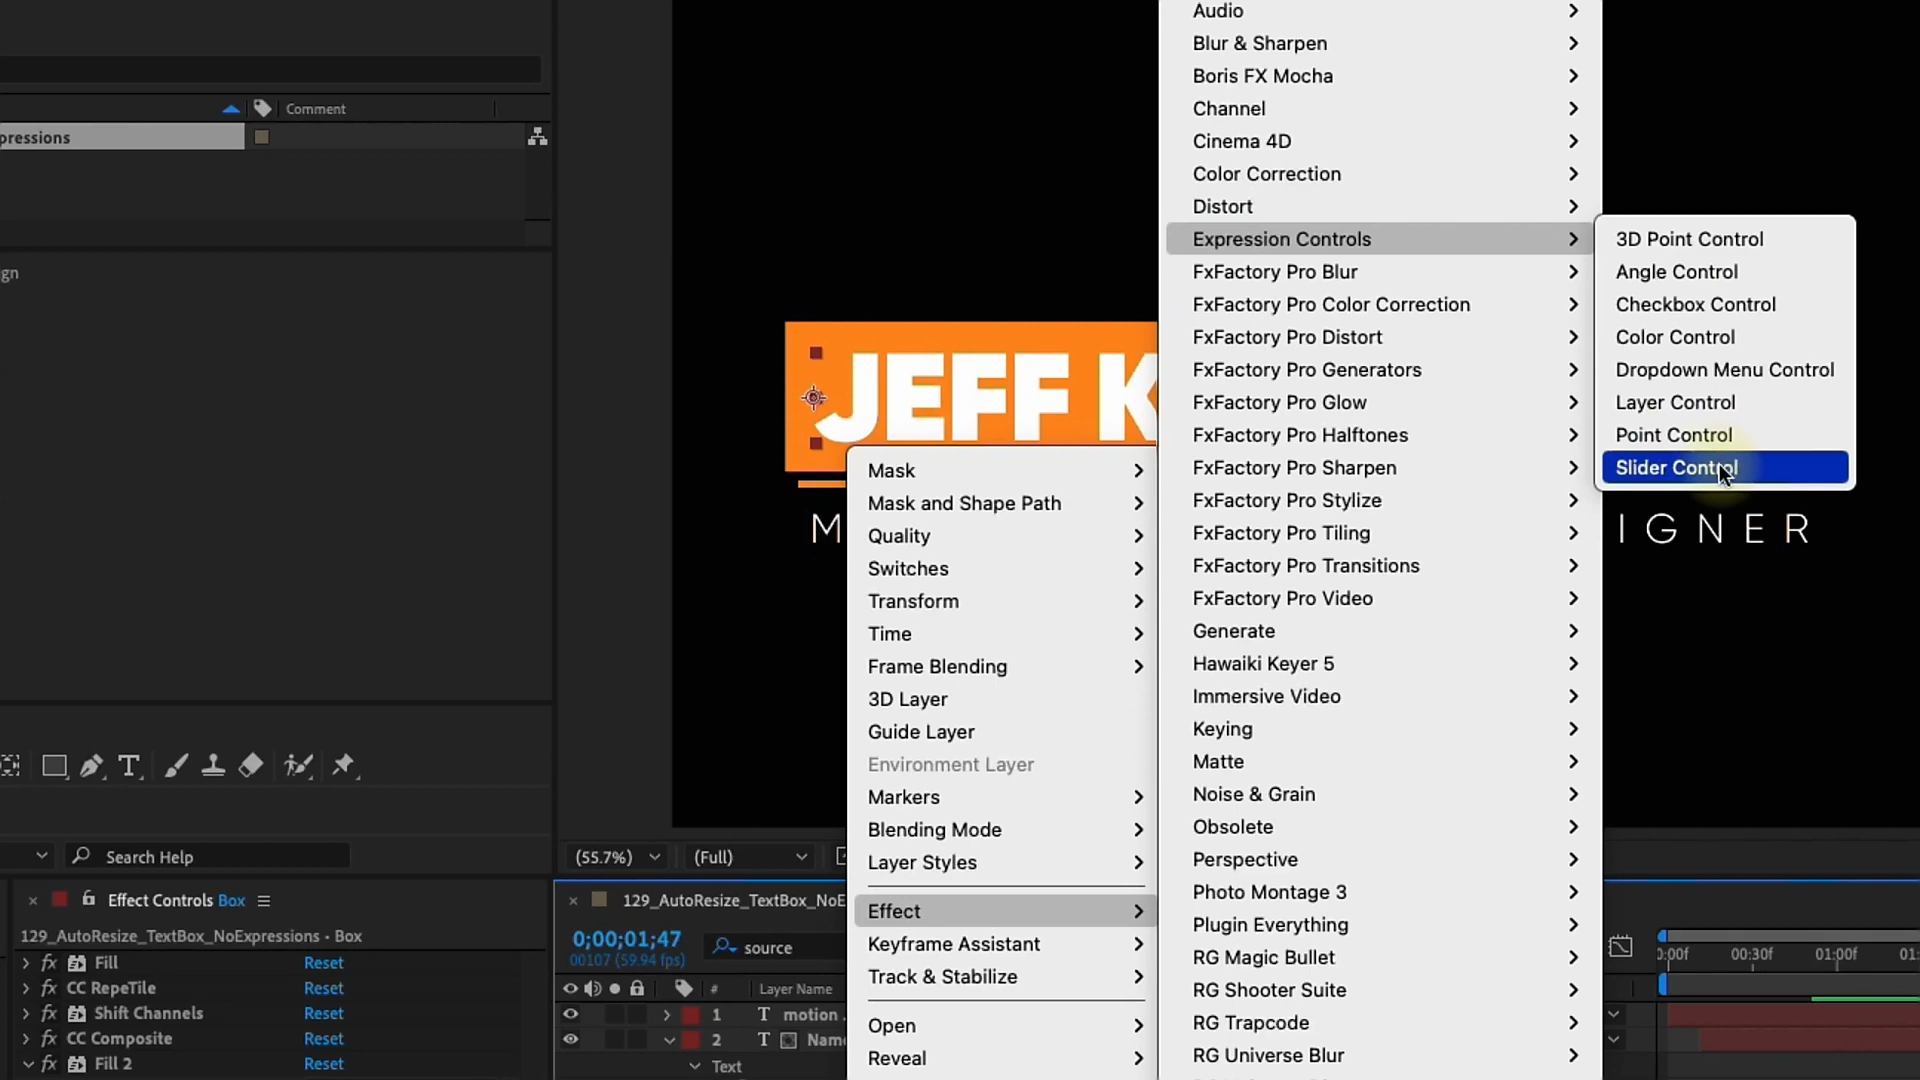 Comment
pressions
gn
Audio
Blur & Sharpen
Boris FX Mocha
Channel
Cinema 4D
Color Correction
Distort
Expression Controls
FxFactory Pro Blur
FxFactory Pro Color Correction
FxFactory Pro Distort
FxFactory Pro Generators
FxFactory Pro Glow
FxFactory Pro Halftones
FxFactory Pro Sharpen
FxFactory Pro Stylize
FxFactory Pro Tiling
FxFactory Pro Transitions
FxFactory Pro Video
Generate
Hawaiki Keyer 5
Immersive Video
Keying
Matte
Noise & Grain
Obsolete
Perspective
Photo Montage 3
Plugin Everything
RG Magic Bullet
RG Shooter Suite
RG Trapcode
RG Universe Blur
3D Point Control
Angle Control
Checkbox Control
Color Control
Dropdown Menu Control
Layer Control
Point Control
Slider Control
JEFF K
M
IGNER
Mask
Mask and Shape Path
Quality
Switches
Transform
Time
Frame Blending
3D Layer
Guide Layer
Environment Layer
Markers
Blending Mode
Layer Styles
Effect
Keyframe Assistant
Track & Stabilize
Open
Reveal
T
Search Help
(55.7%)
(Full)
Effect Controls Box
129_AutoResize_TextBox_NoExpressions • Box
fx Fill Reset
fx CC RepeTile Reset
fx Shift Channels Reset
fx CC Composite Reset
fx Fill 2 Reset
129_AutoResize_TextBox_NoE
0;00;01;47
00107 (59.94 fps)
source
# Layer Name
1 T motion
2 T Name
Text
0:00f 00:30f 01:00f 01: